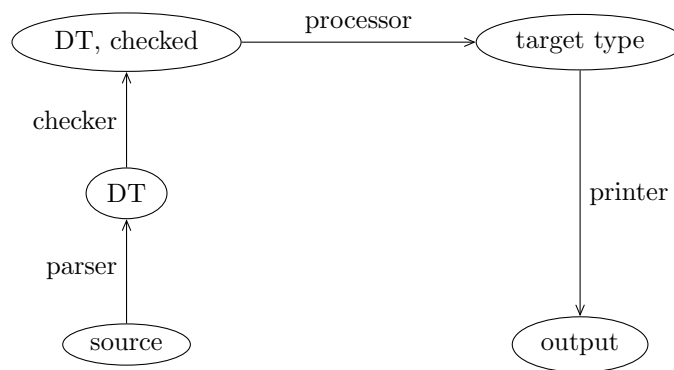 processor
DT, checked
target type
checker
DT
printer
parser
source
output